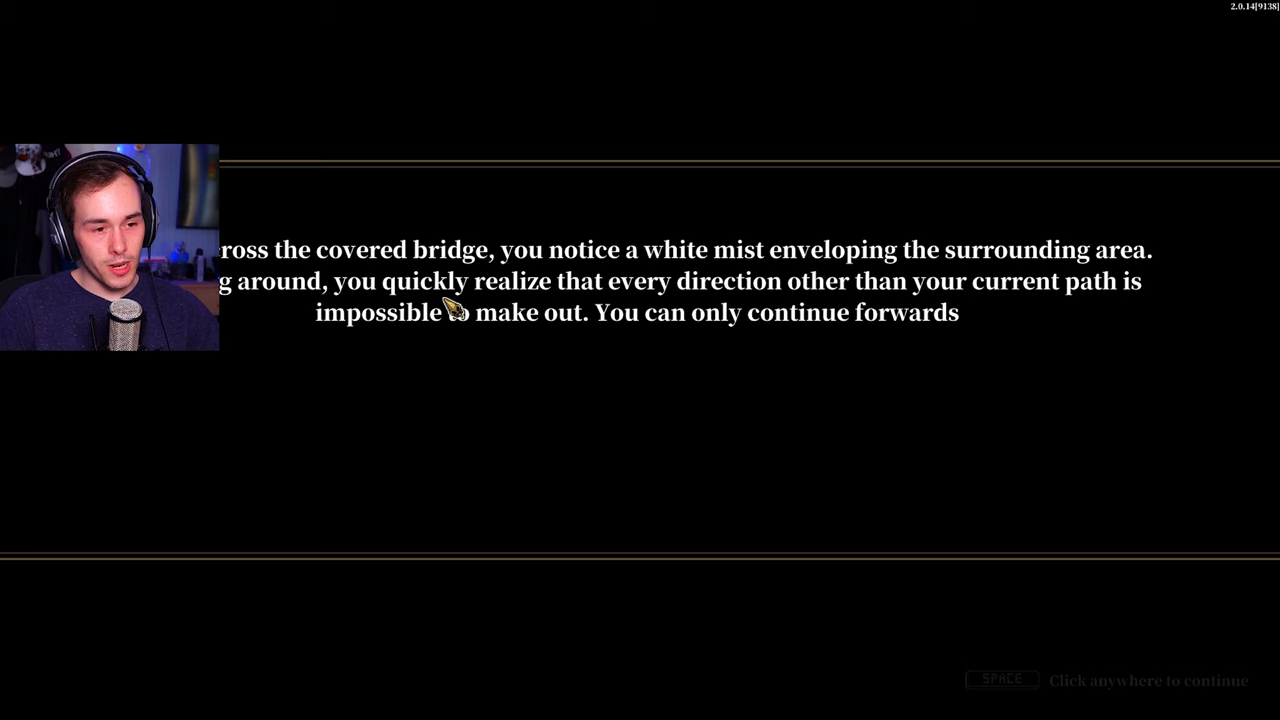 2.0.14[9138]
the covered bridge, you notice a white mist enveloping the surrounding area.
around, you quickly realize that every direction other than your current path is
impossible to make out. You can only continue forwards
SPACE Click anywhere to continue